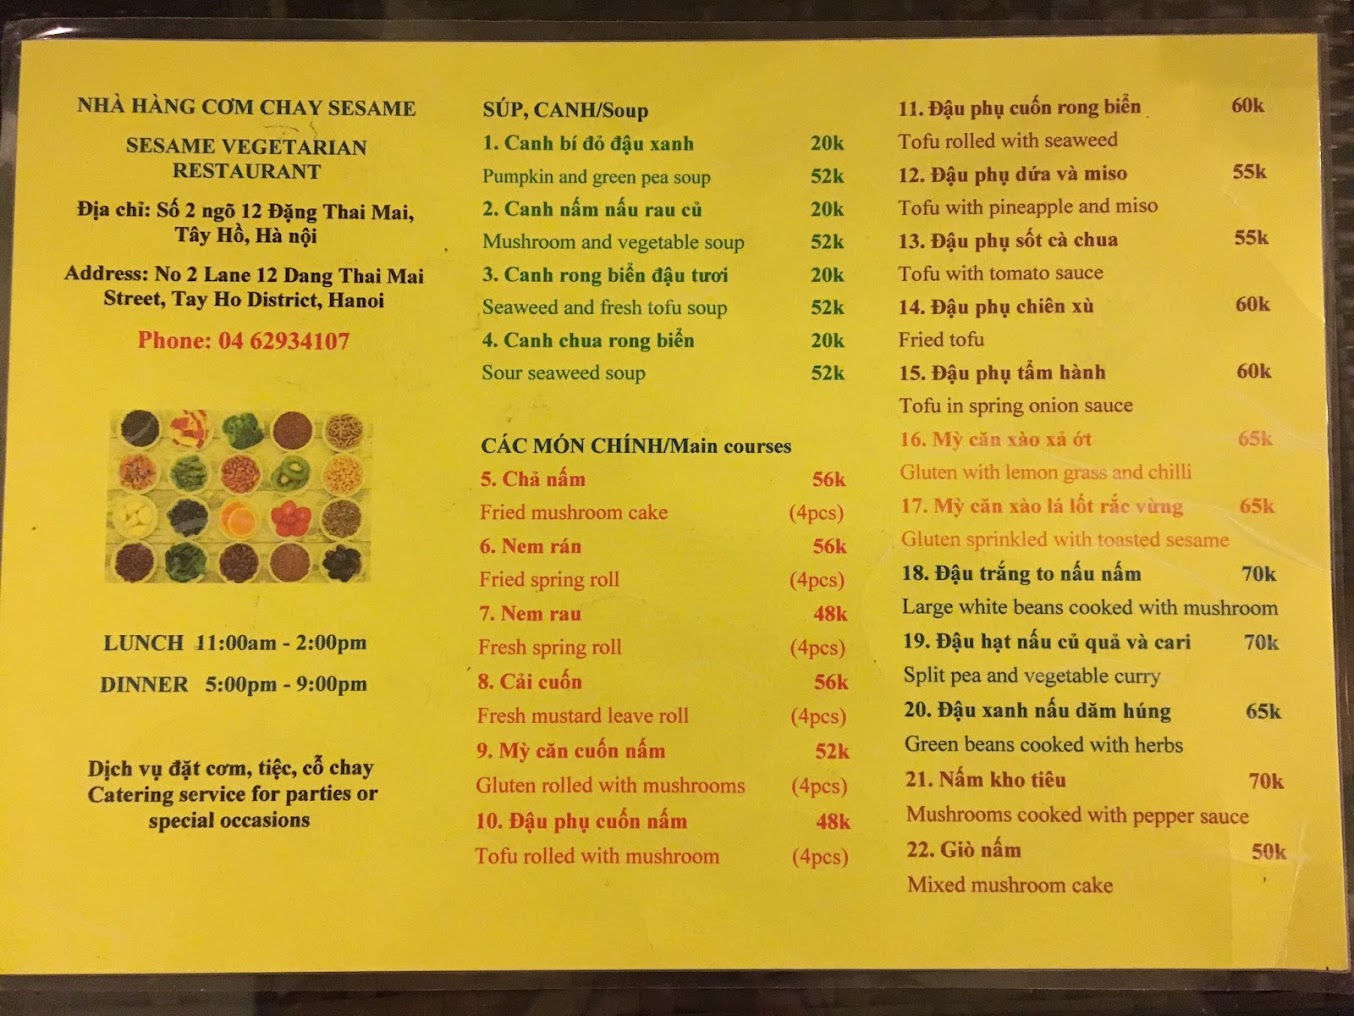 NHÀ HÀNG CƠM CHAY SESAME
SESAME VEGETARIAN
RESTAURANT
Địa chỉ: Số 2 ngõ 12 Đặng Thai Mai,
Tây Hồ, Hà nội
Address: No 2 Lane 12 Dang Thai Mai
Street, Tay Ho District, Hanoi
Phone: 04 62934107
LUNCH 11:00am - 2:00pm
DINNER 5:00pm - 9:00pm
Dịch vụ đặt cơm, tiệc, cỗ chay
Catering service for parties or
special occasions
SÚP, CANH/Soup
1. Canh bí đỏ đậu xanh 20k
Pumpkin and green pea soup 52k
2. Canh nấm nấu rau củ 20k
Mushroom and vegetable soup 52k
3. Canh rong biển đậu tươi 20k
Seaweed and fresh tofu soup 52k
4. Canh chua rong biển 20k
Sour seaweed soup 52k
CÁC MÓN CHÍNH/Main courses
5. Chả nấm 56k
Fried mushroom cake (4pcs)
6. Nem rán 56k
Fried spring roll (4pcs)
7. Nem rau 48k
Fresh spring roll (4pcs)
8. Cải cuốn 56k
Fresh mustard leave roll (4pcs)
9. Mỳ căn cuốn nấm 52k
Gluten rolled with mushrooms (4pcs)
10. Đậu phụ cuốn nấm 48k
Tofu rolled with mushroom (4pcs)
11. Đậu phụ cuốn rong biển 60k
Tofu rolled with seaweed
12. Đậu phụ dứa và miso 55k
Tofu with pineapple and miso
13. Đậu phụ sốt cà chua 55k
Tofu with tomato sauce
14. Đậu phụ chiên xù 60k
Fried tofu
15. Đậu phụ tẩm hành 60k
Tofu in spring onion sauce
16. Mỳ căn xào xả ớt 65k
Gluten with lemon grass and chilli
17. Mỳ căn xào lá lốt rắc vừng 65k
Gluten sprinkled with toasted sesame
18. Đậu trắng to nấu nấm 70k
Large white beans cooked with mushroom
19. Đậu hạt nấu củ quả và cari 70k
Split pea and vegetable curry
20. Đậu xanh nấu dăm húng 65k
Green beans cooked with herbs
21. Nấm kho tiêu 70k
Mushrooms cooked with pepper sauce
22. Giò nấm 50k
Mixed mushroom cake